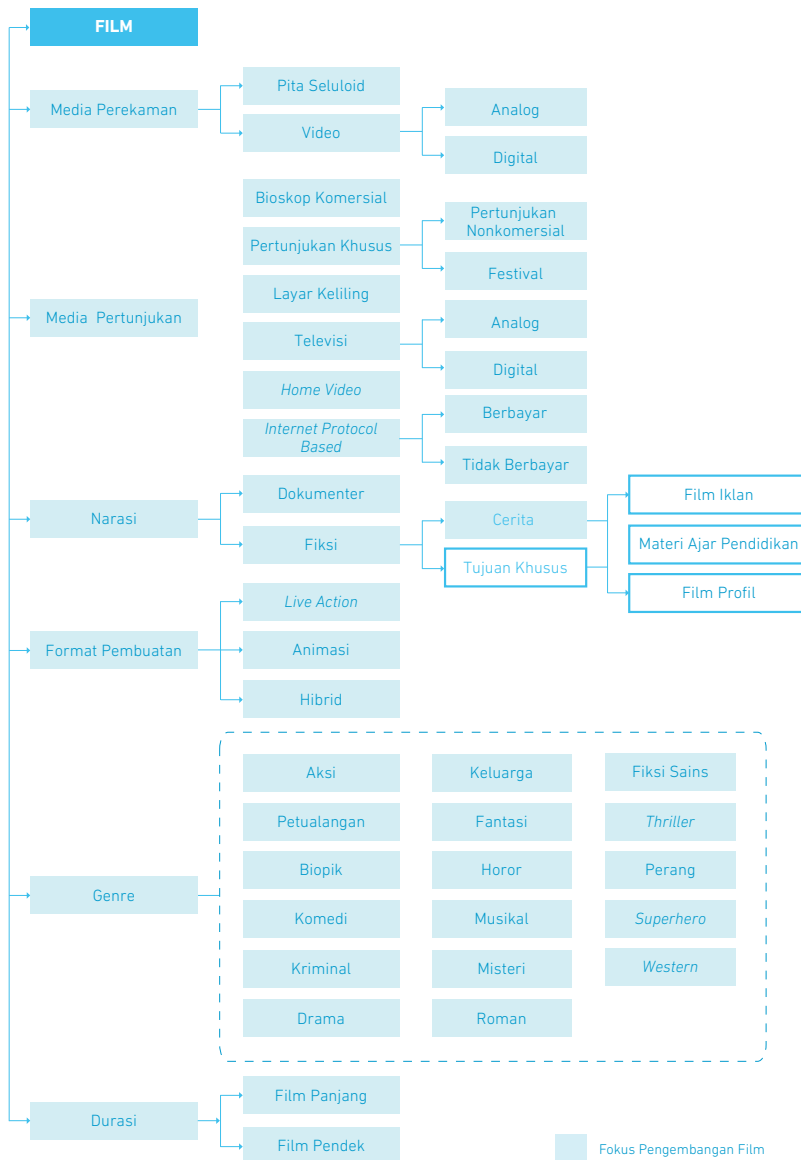 FILM
Media Perekaman
Pita Seluloid
Video
Analog
Digital
Media Pertunjukan
Bioskop Komersial
Pertunjukan Khusus
Pertunjukan
Nonkomersial
Festival
Layar Keliling
Televisi
Analog
Digital
Home Video
Internet Protocol
Based
Berbayar
Tidak Berbayar
Narasi
Dokumenter
Fiksi
Cerita
Tujuan Khusus
Film Iklan
Materi Ajar Pendidikan
Film Profil
Format Pembuatan
Live Action
Animasi
Hibrid
Genre
Aksi
Petualangan
Biopik
Komedi
Kriminal
Drama
Keluarga
Fantasi
Horor
Musikal
Misteri
Roman
Fiksi Sains
Thriller
Perang
Superhero
Western
Durasi
Film Panjang
Film Pendek
Fokus Pengembangan Film